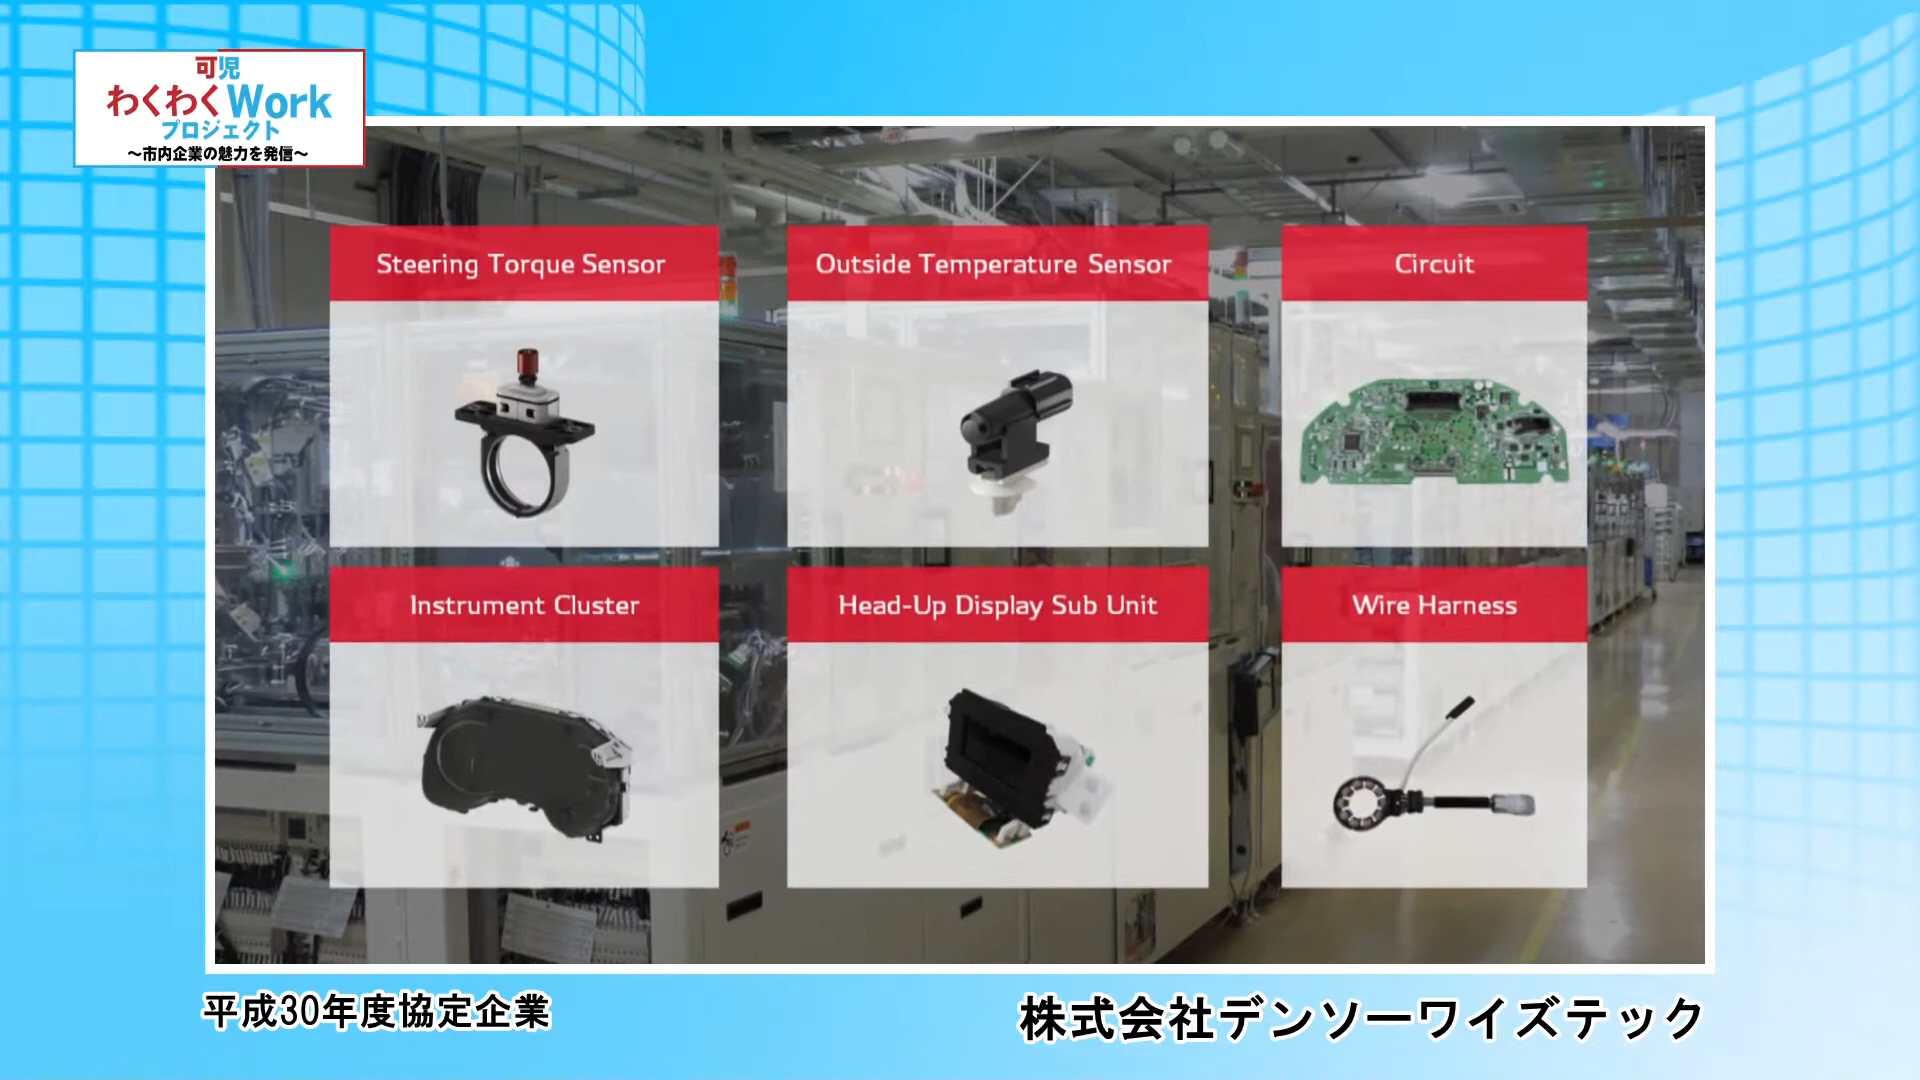 可児
わくわくWork
プロジェクト
～市内企業の魅力を発信～
Steering Torque Sensor
Outside Temperature Sensor
Circuit
Instrument Cluster
Head-Up Display Sub Unit
Wire Harness
平成30年度協定企業
株式会社デンソーワイズテック